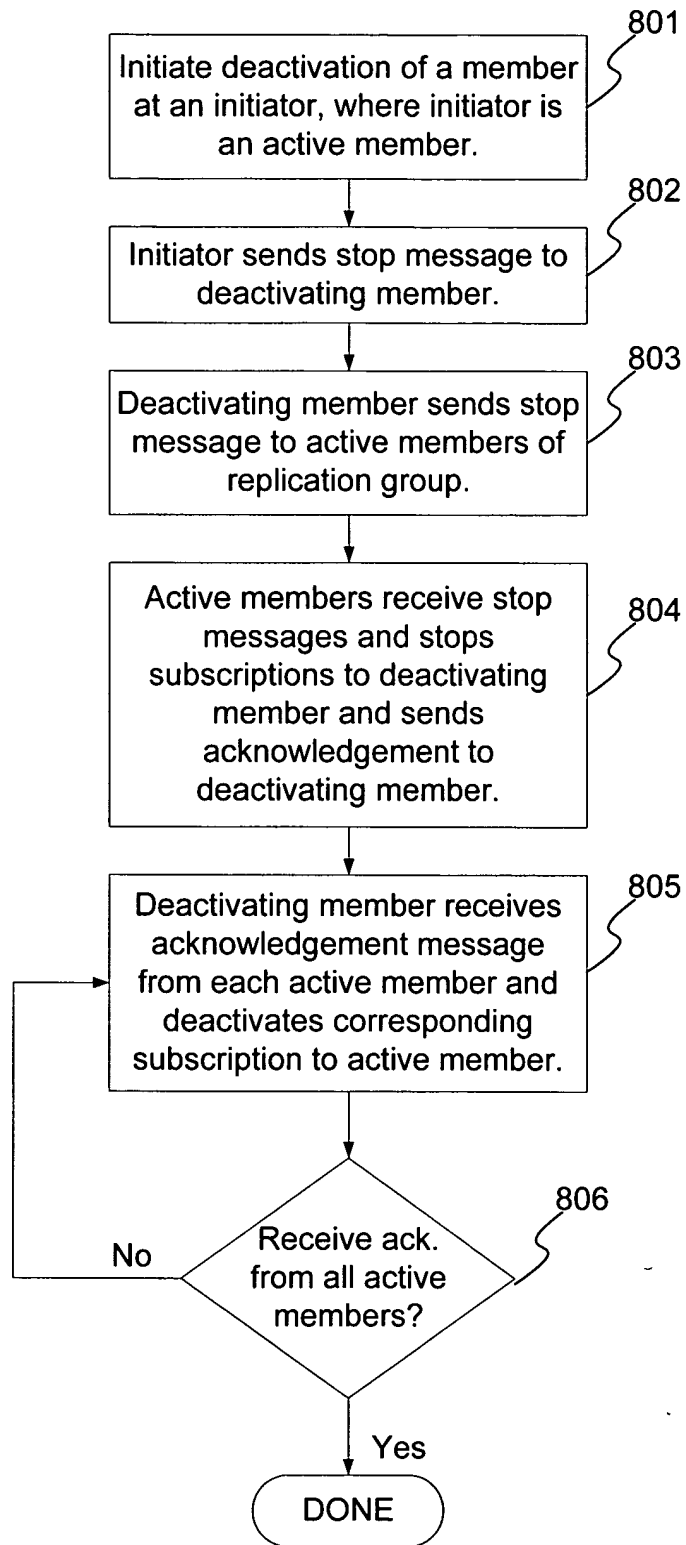 801
Initiate deactivation of a member
at an initiator, where initiator is
an active member.
802
Initiator sends stop message to
deactivating member.
803
Deactivating member sends stop
message to active members of
replication group.
804
Active members receive stop
messages and stops
subscriptions to deactivating
member and sends
acknowledgement to
deactivating member.
805
Deactivating member receives
acknowledgement message
from each active member and
deactivates corresponding
subscription to active member.
806
Receive ack.
from all active
members?
No
Yes
DONE